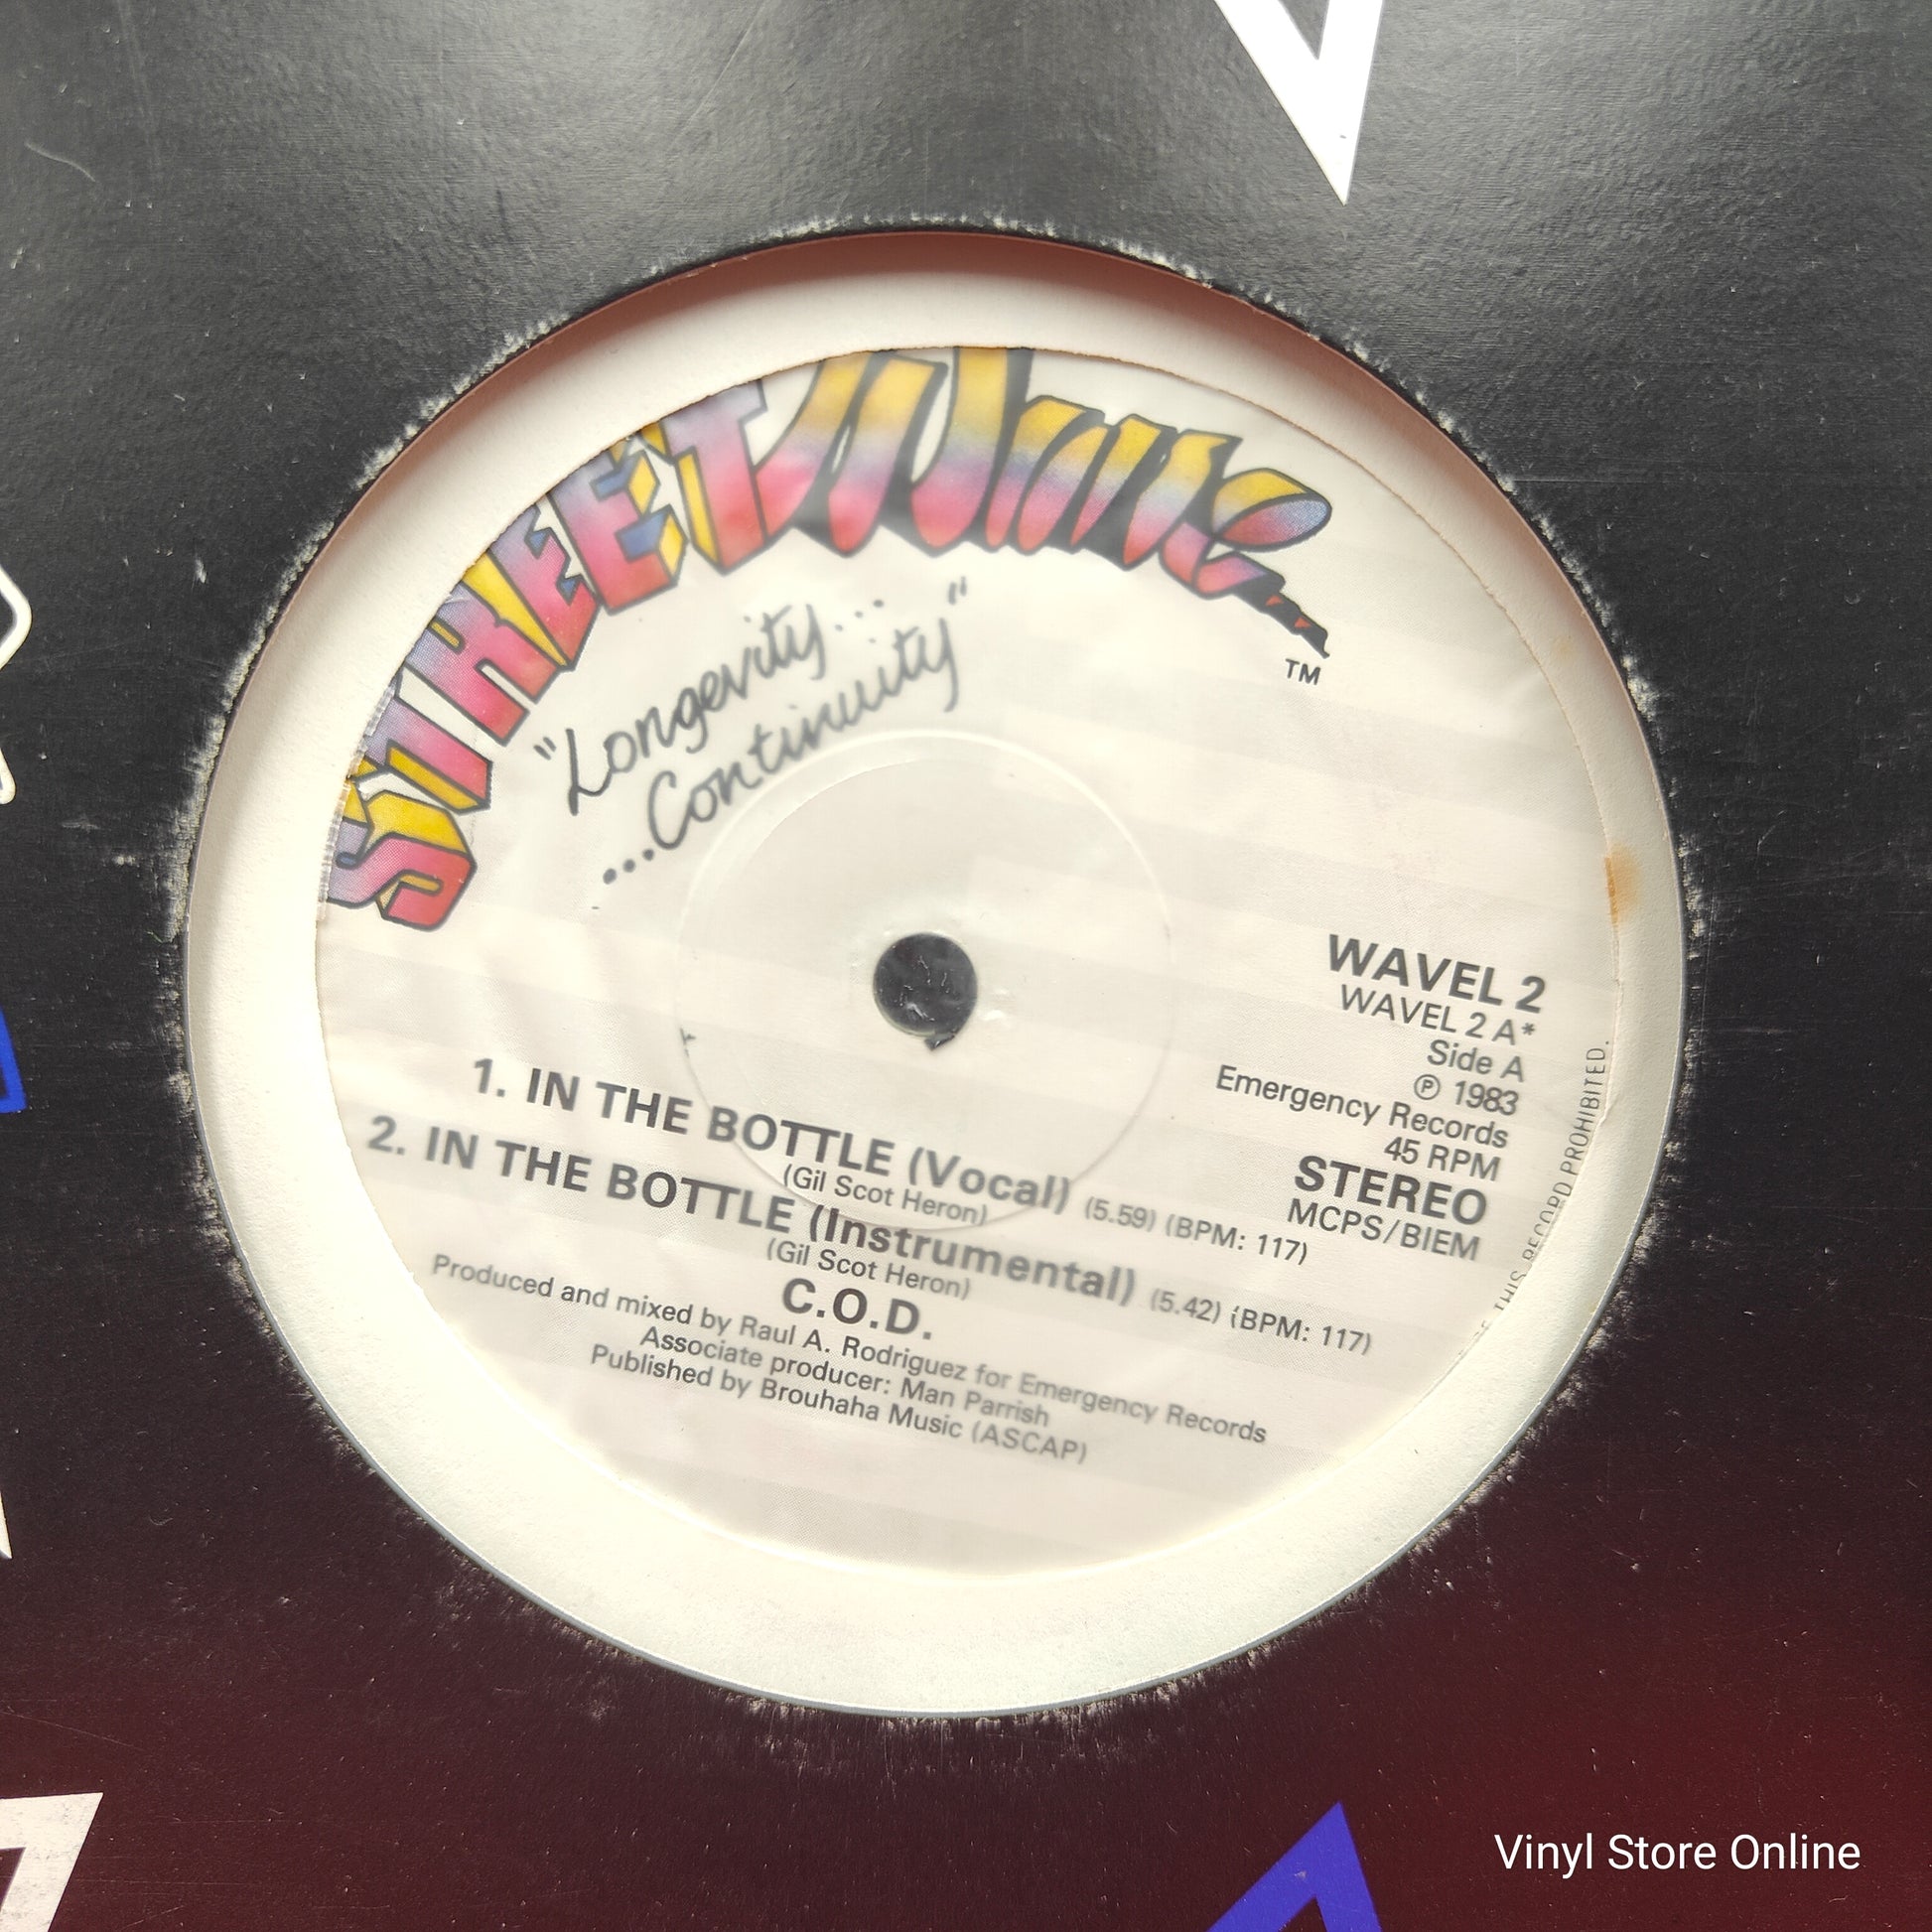 STREETWave
TM
"Longevity...
...Continuity"
WAVEL 2
WAVEL 2 A*
Side A
℗ 1983
Emergency Records
45 RPM
STEREO
MCPS/BIEM
1. IN THE BOTTLE (Vocal) (5.59) (BPM: 117)
(Gil Scot Heron)
2. IN THE BOTTLE (Instrumental) (5.42) (BPM: 117)
(Gil Scot Heron)
C.O.D.
Produced and mixed by Raul A. Rodriguez for Emergency Records
Associate producer: Man Parrish
Published by Brouhaha Music (ASCAP)
THIS RECORD PROHIBITED.
Vinyl Store Online